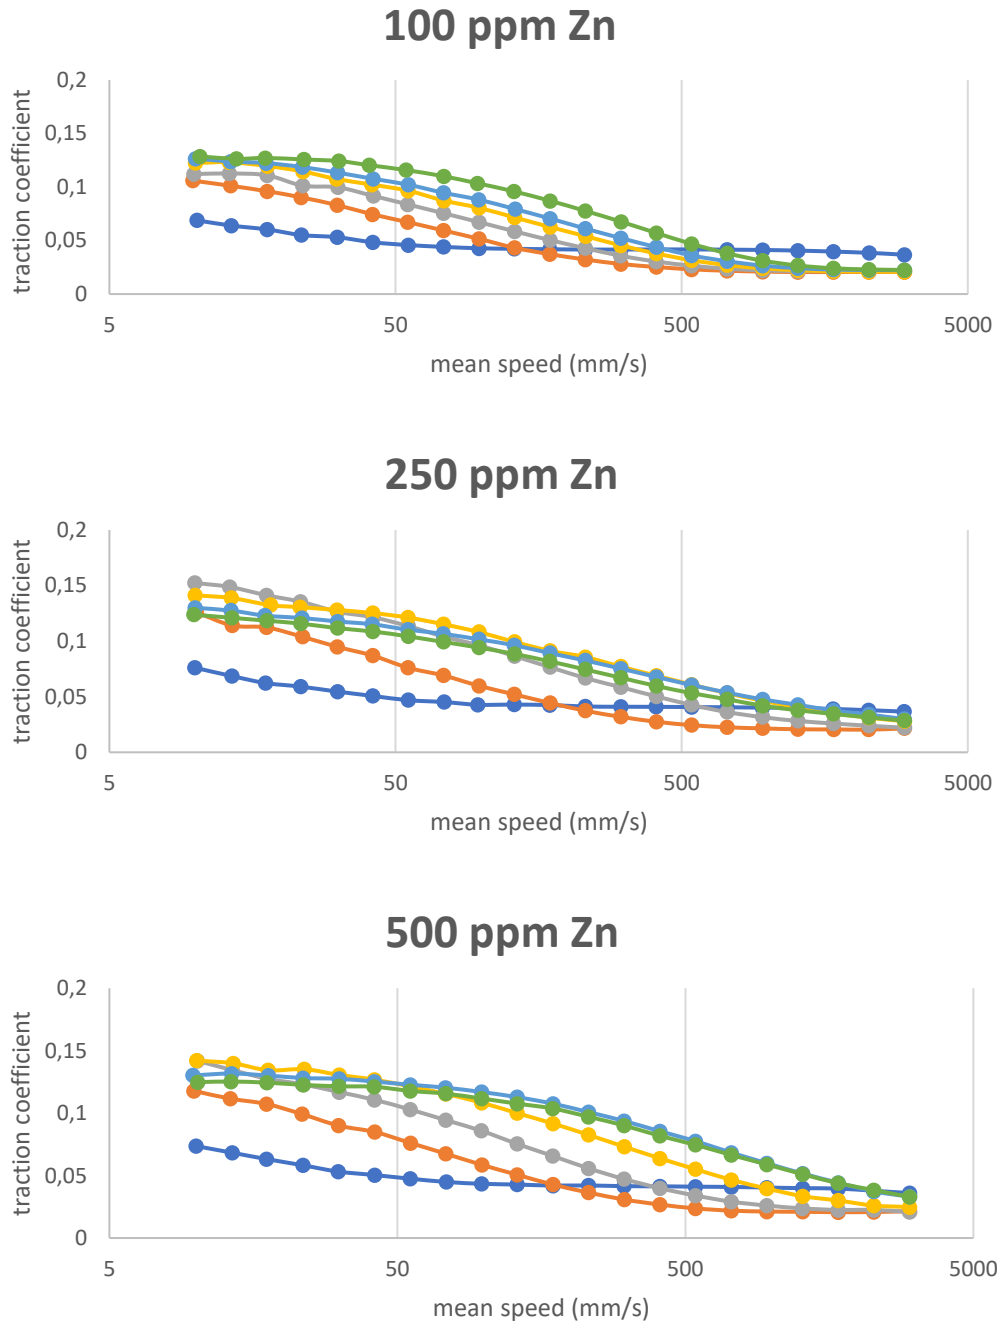 100 ppm Zn
traction coefficient
0,2
0,15
0,1
0,05
0
5 50 500 5000
mean speed (mm/s)
250 ppm Zn
traction coefficient
0,2
0,15
0,1
0,05
0
5 50 500 5000
mean speed (mm/s)
500 ppm Zn
traction coefficient
0,2
0,15
0,1
0,05
0
5 50 500 5000
mean speed (mm/s)